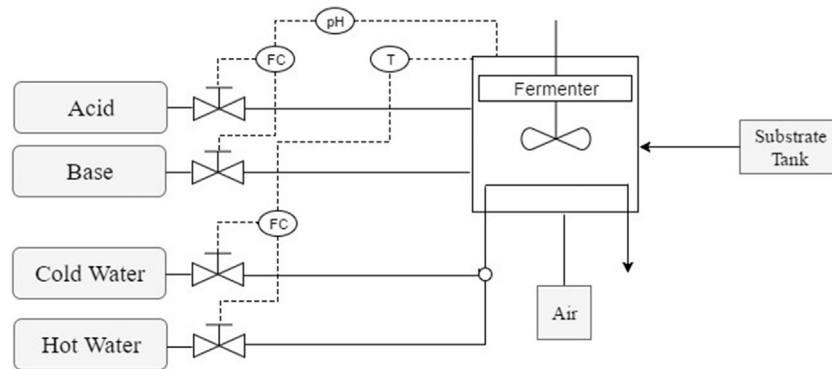 pH
FC
T
Acid
Fermenter
Base
Substrate
Tank
FC
Cold Water
Air
Hot Water